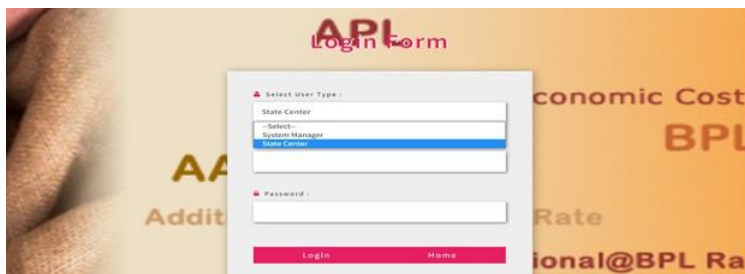 APL
Login Form
Select User Type :
State Center
--Select--
System Manager
State Center
Password :
Login
Home
conomic Cost
BPL
AA
Addit
Rate
ional@BPL Ra